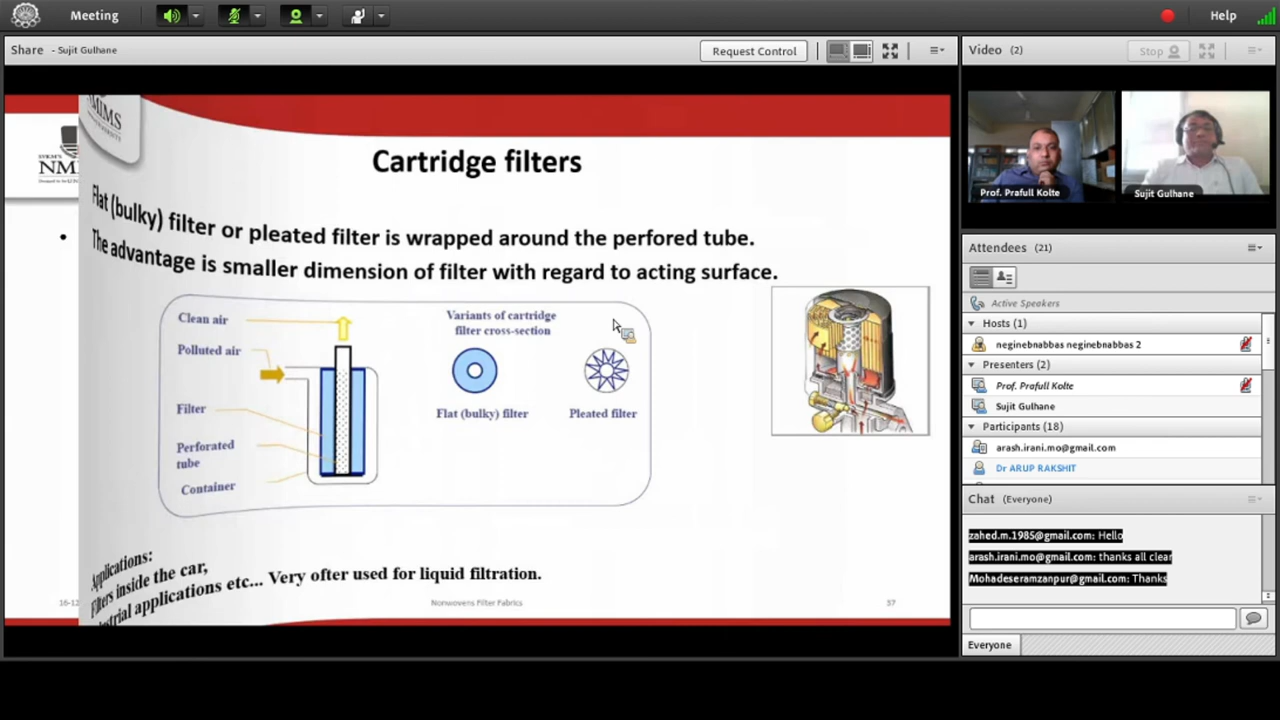 Meeting
Help
Share - Sujit Gulhane
Request Control
Video (2)
Stop
NMIMS
Cartridge filters
Flat (bulky) filter or pleated filter is wrapped around the perfored tube.
The advantage is smaller dimension of filter with regard to acting surface.
Clean air
Polluted air
Filter
Perforated
tube
Container
Variants of cartridge
filter cross-section
Flat (bulky) filter
Pleated filter
Applications:
Filters inside the car,
etc... Very ofter used for liquid filtration.
applications
Nonwovens Filter Fabrics
37
Prof. Prafull Kolte
Sujit Gulhane
Attendees (21)
Active Speakers
Hosts (1)
neginebnabbas neginebnabbas 2
Presenters (2)
Prof. Prafull Kolte
Sujit Gulhane
Participants (18)
arash.irani.mo@gmail.com
Dr ARUP RAKSHIT
Chat (Everyone)
zahed.m.1985@gmail.com: Hello
arash.irani.mo@gmail.com: thanks all clear
Mohadeseramzanpur@gmail.com: Thanks
Everyone